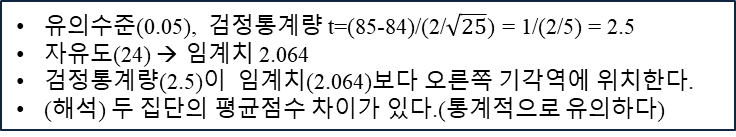 • 유의수준(0.05), 검정통계량 t=(85-84)/(2/√25) = 1/(2/5) = 2.5
• 자유도(24) → 임계치 2.064
• 검정통계량(2.5)이 임계치(2.064)보다 오른쪽 기각역에 위치한다.
• (해석) 두 집단의 평균점수 차이가 있다.(통계적으로 유의하다)